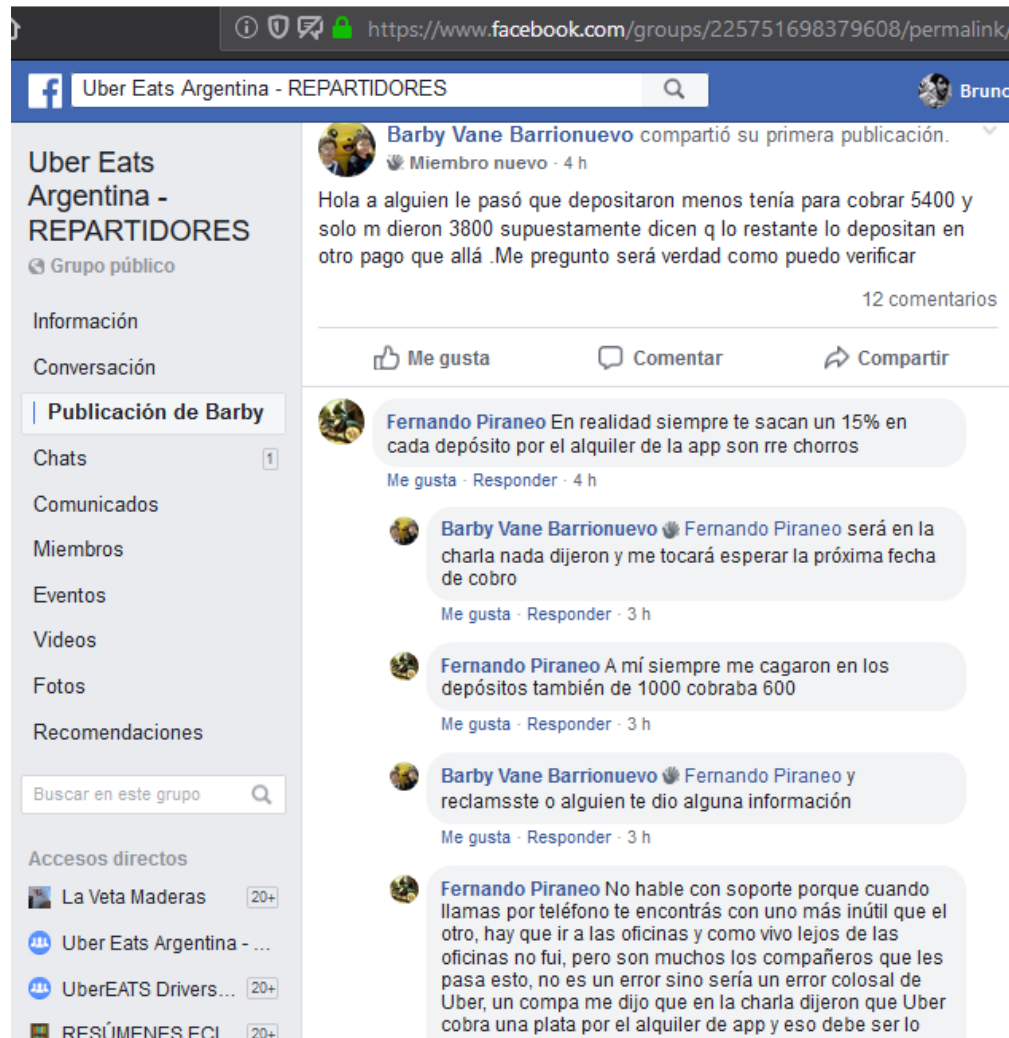 https://www.facebook.com/groups/225751698379608/permalink/
Uber Eats Argentina - REPARTIDORES
Bruno
Uber Eats
Argentina -
REPARTIDORES
Grupo público
Información
Conversación
Publicación de Barby
Chats
1
Comunicados
Miembros
Eventos
Videos
Fotos
Recomendaciones
Buscar en este grupo
Accesos directos
La Veta Maderas
20+
Uber Eats Argentina - ...
UberEATS Drivers...
20+
RESÚMENES ECI
20+
Barby Vane Barrionuevo compartió su primera publicación.
Miembro nuevo · 4 h
Hola a alguien le pasó que depositaron menos tenía para cobrar 5400 y
solo m dieron 3800 supuestamente dicen q lo restante lo depositan en
otro pago que allá .Me pregunto será verdad como puedo verificar
12 comentarios
Me gusta
Comentar
Compartir
Fernando Piraneo En realidad siempre te sacan un 15% en
cada depósito por el alquiler de la app son rre chorros
Me gusta · Responder · 4 h
Barby Vane Barrionuevo Fernando Piraneo será en la
charla nada dijeron y me tocará esperar la próxima fecha
de cobro
Me gusta · Responder · 3 h
Fernando Piraneo A mí siempre me cagaron en los
depósitos también de 1000 cobraba 600
Me gusta · Responder · 3 h
Barby Vane Barrionuevo Fernando Piraneo y
reclamsste o alguien te dio alguna información
Me gusta · Responder · 3 h
Fernando Piraneo No hable con soporte porque cuando
llamas por teléfono te encontrás con uno más inútil que el
otro, hay que ir a las oficinas y como vivo lejos de las
oficinas no fui, pero son muchos los compañeros que les
pasa esto, no es un error sino sería un error colosal de
Uber, un compa me dijo que en la charla dijeron que Uber
cobra una plata por el alquiler de app y eso debe ser lo